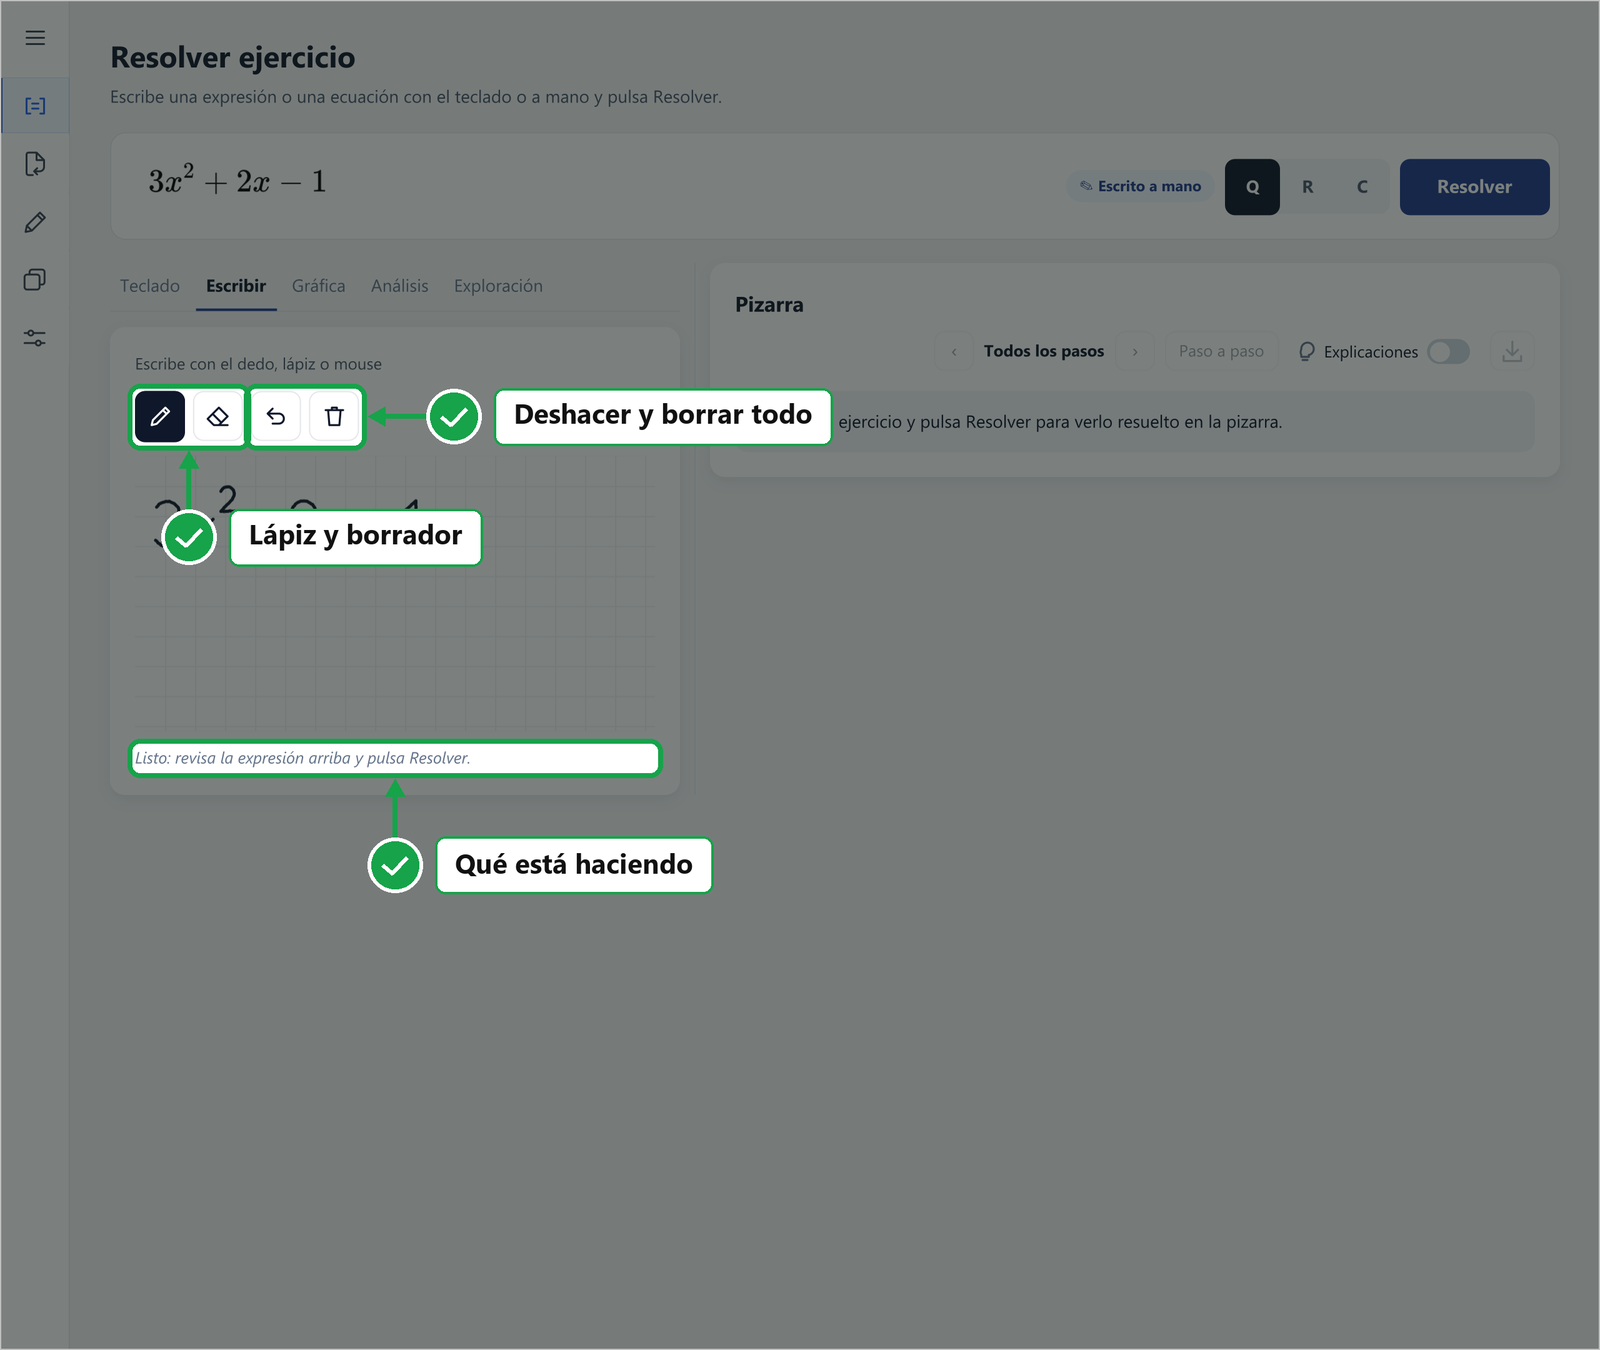 Resolver ejercicio
Escribe una expresión o una ecuación con el teclado o a mano y pulsa Resolver.
3x² + 2x − 1
Escrito a mano
Q
R
C
Resolver
Teclado
Escribir
Gráfica
Análisis
Exploración
Pizarra
‹
Todos los pasos
›
Paso a paso
Explicaciones
Escribe con el dedo, lápiz o mouse
Deshacer y borrar todo
ejercicio y pulsa Resolver para verlo resuelto en la pizarra.
2
Lápiz y borrador
Listo: revisa la expresión arriba y pulsa Resolver.
Qué está haciendo